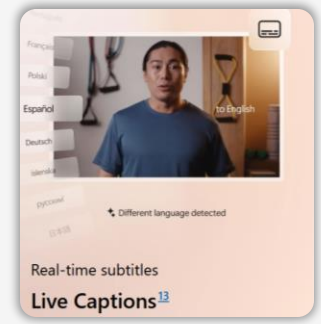 Français
Polski
Español
to English
Deutsch
íslenska
русский
日本語
Different language detected
Real-time subtitles
Live Captions13